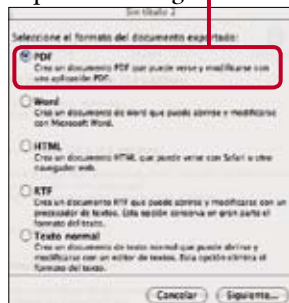 Sin título 2
Seleccione el formato del documento exportado:
PDF
Crea un documento PDF que puede verse y modificarse con
una aplicación PDF.
Word
Crea un documento de Word que puede abrirse y modificarse
con Microsoft Word.
HTML
Crea un documento HTML que puede verse con Safari u otro
navegador web.
RTF
Crea un documento RTF que puede abrirse y modificarse con un
procesador de textos. Esta opción conserva en gran parte el
formato del texto.
Texto normal
Crea un documento de texto normal que puede abrirse y
modificarse con un editor de textos. Esta opción elimina el
formato del texto.
Cancelar Siguiente...